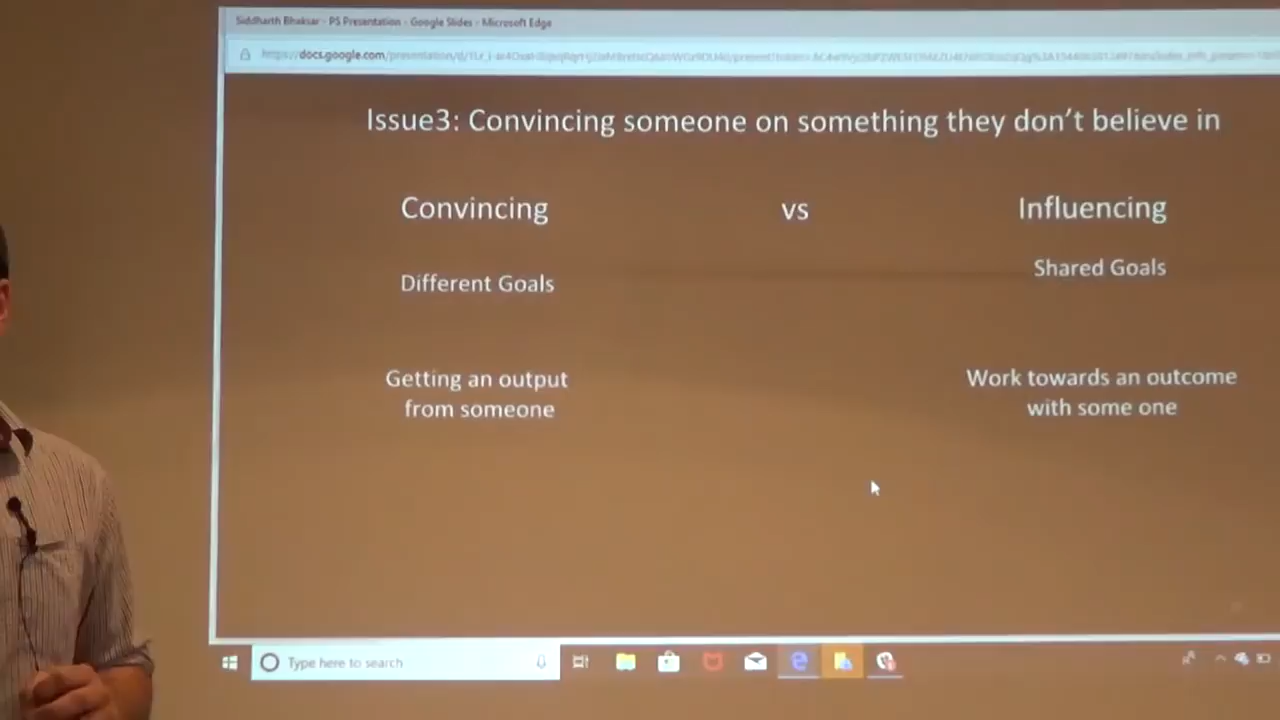 Siddharth Bhaksar - PS Presentation - Google Slides - Microsoft Edge
docs.google.com
Issue3: Convincing someone on something they don't believe in
Convincing vs Influencing
Different Goals Shared Goals
Getting an output Work towards an outcome
from someone with some one
Type here to search